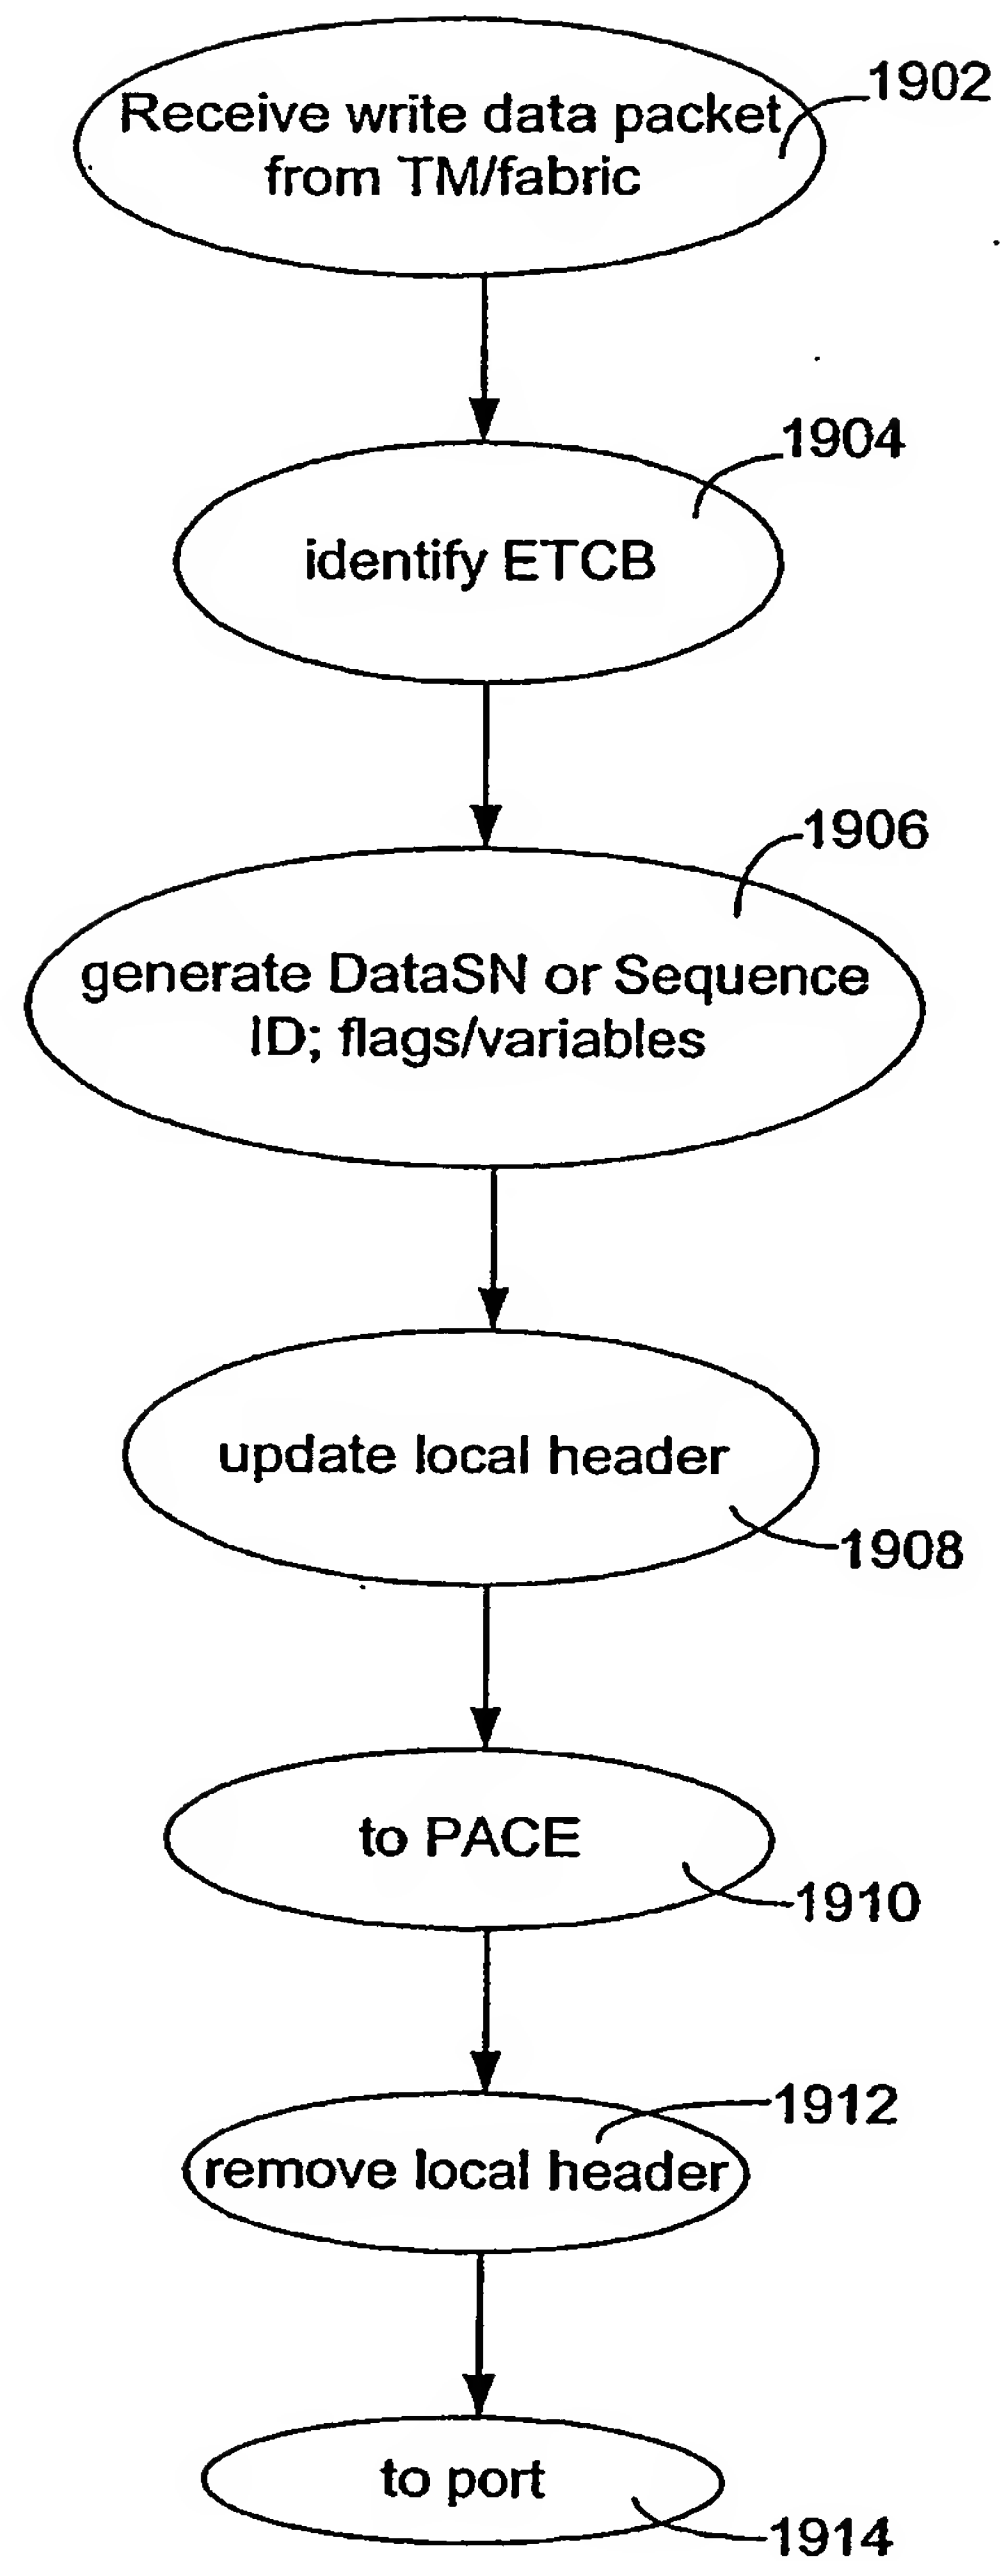 Receive write data packet
from TM/fabric
1902
identify ETCB
1904
generate DataSN or Sequence
ID; flags/variables
1906
update local header
1908
to PACE
1910
remove local header
1912
to port
1914